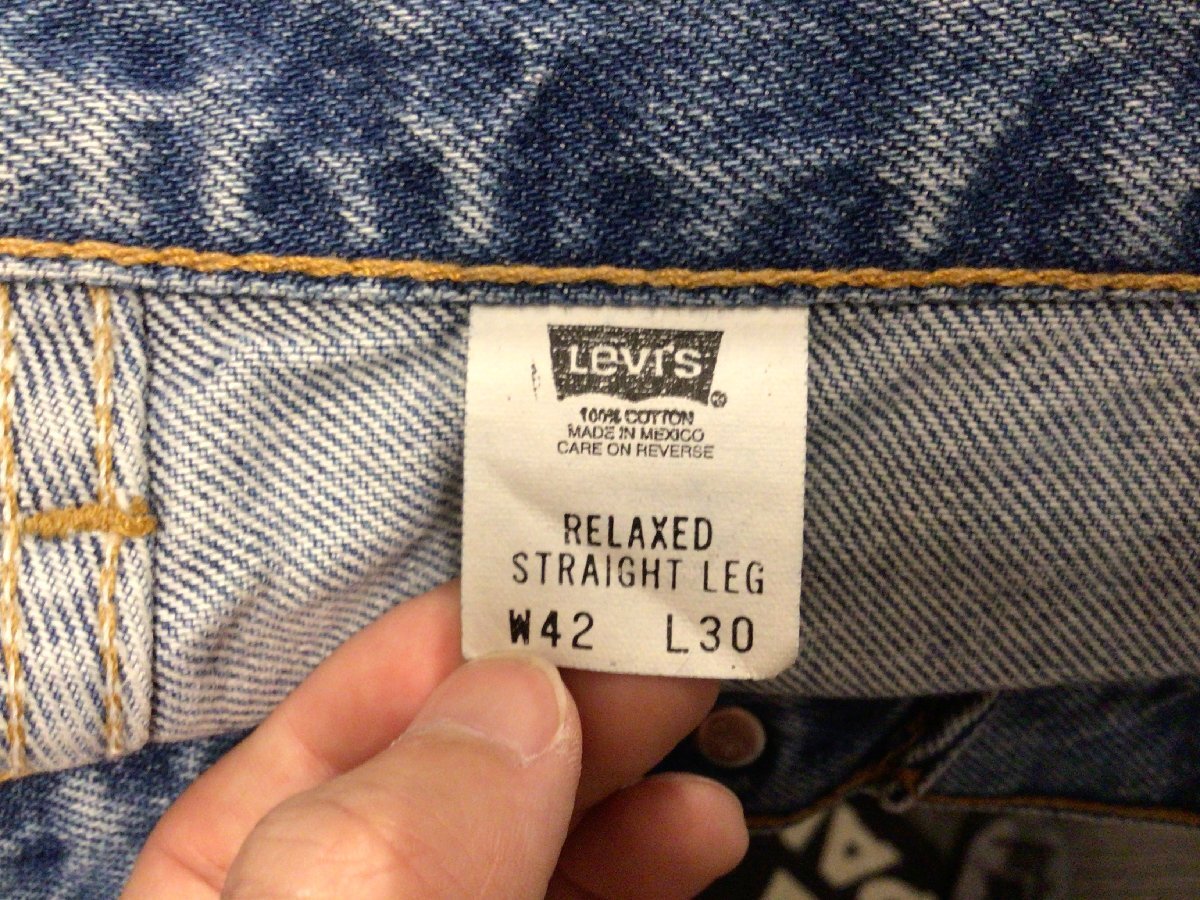 Levi's ®
100% COTTON
MADE IN MEXICO
CARE ON REVERSE
RELAXED
STRAIGHT LEG
W42 L30